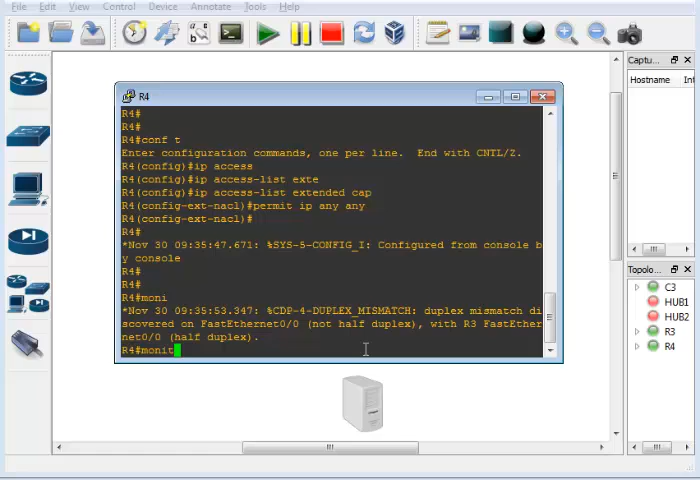 File Edit View Control Device Annotate Tools Help
R4
R4#
R4#
R4#conf t
Enter configuration commands, one per line. End with CNTL/Z.
R4(config)#ip access
R4(config)#ip access-list exte
R4(config)#ip access-list extended cap
R4(config-ext-nacl)#permit ip any any
R4(config-ext-nacl)#
R4#
*Nov 30 09:35:47.671: %SYS-5-CONFIG_I: Configured from console b
y console
R4#
R4#
R4#moni
*Nov 30 09:35:53.347: %CDP-4-DUPLEX_MISMATCH: duplex mismatch di
scovered on FastEthernet0/0 (not half duplex), with R3 FastEther
net0/0 (half duplex).
R4#monit
Captu...
Hostname Int
Topolo...
C3
HUB1
HUB2
R3
R4